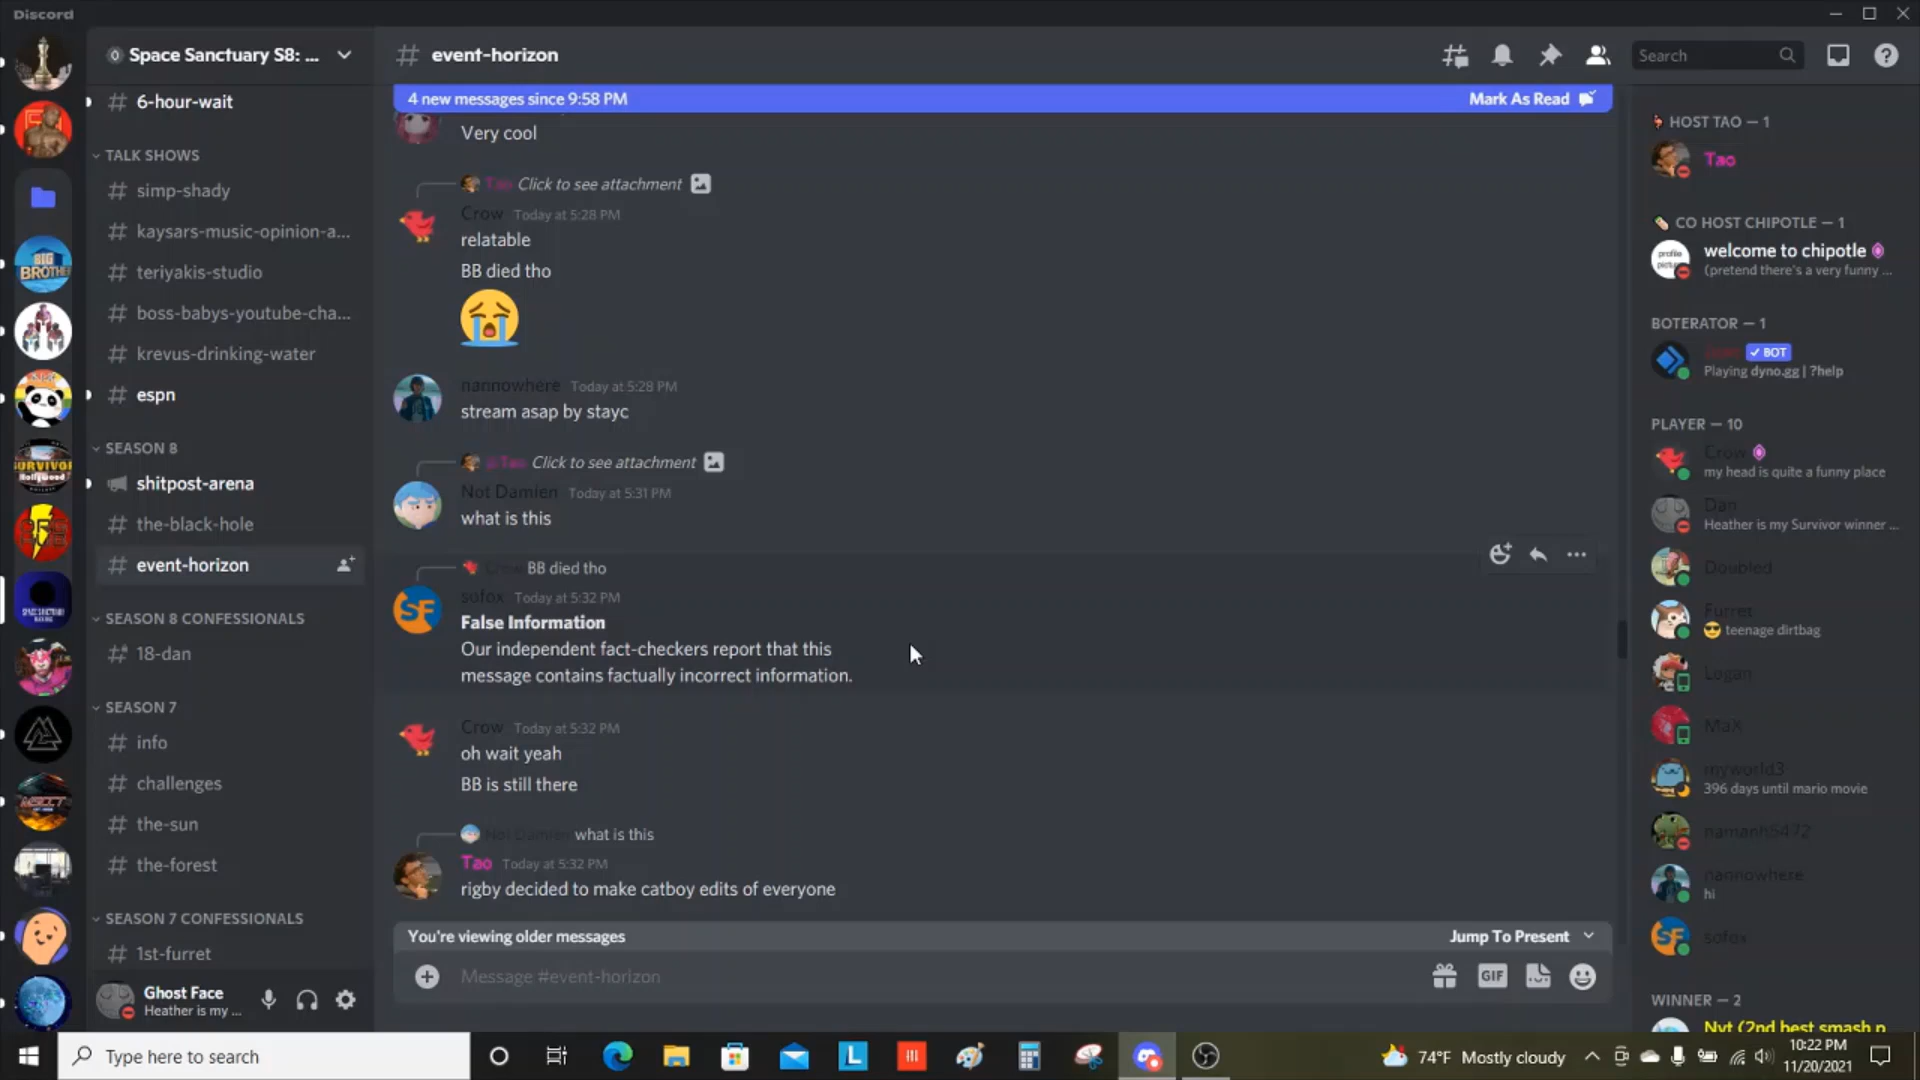 Discord
Space Sanctuary S8: ...
6-hour-wait
TALK SHOWS
simp-shady
kaysars-music-opinion-a...
teriyakis-studio
boss-babys-youtube-cha...
krevus-drinking-water
espn
SEASON 8
shitpost-arena
the-black-hole
event-horizon
SEASON 8 CONFESSIONALS
18-dan
SEASON 7
info
challenges
the-sun
the-forest
SEASON 7 CONFESSIONALS
1st-furret
Ghost Face
Heather is my ...
BIG
BROTHER
SURVIVOR
Hollywood
event-horizon
Search
4 new messages since 9:58 PM
Mark As Read
Very cool
Tao Click to see attachment
Crow Today at 5:28 PM
relatable
BB died tho
nannowhere Today at 5:28 PM
stream asap by stayc
Tao Click to see attachment
Not Damien Today at 5:31 PM
what is this
Crow BB died tho
SF
sofox Today at 5:32 PM
False Information
Our independent fact-checkers report that this
message contains factually incorrect information.
Crow Today at 5:32 PM
oh wait yeah
BB is still there
Not Damien what is this
Tao Today at 5:32 PM
rigby decided to make catboy edits of everyone
You're viewing older messages
Jump To Present
Message #event-horizon
GIF
HOST TAO — 1
Tao
CO HOST CHIPOTLE — 1
profile
welcome to chipotle
(pretend there's a very funny ...
BOTERATOR — 1
BOT
Playing dyno.gg | ?help
PLAYER — 10
Crow
my head is quite a funny place
Dan
Heather is my Survivor winner ...
Doubled
Furret
teenage dirtbag
Logan
MaX
myworld3
396 days until mario movie
namanh5472
nannowhere
hi
SF
sofox
WINNER — 2
Nyt (2nd best smash p
Type here to search
L
74°F Mostly cloudy
10:22 PM
11/20/2021